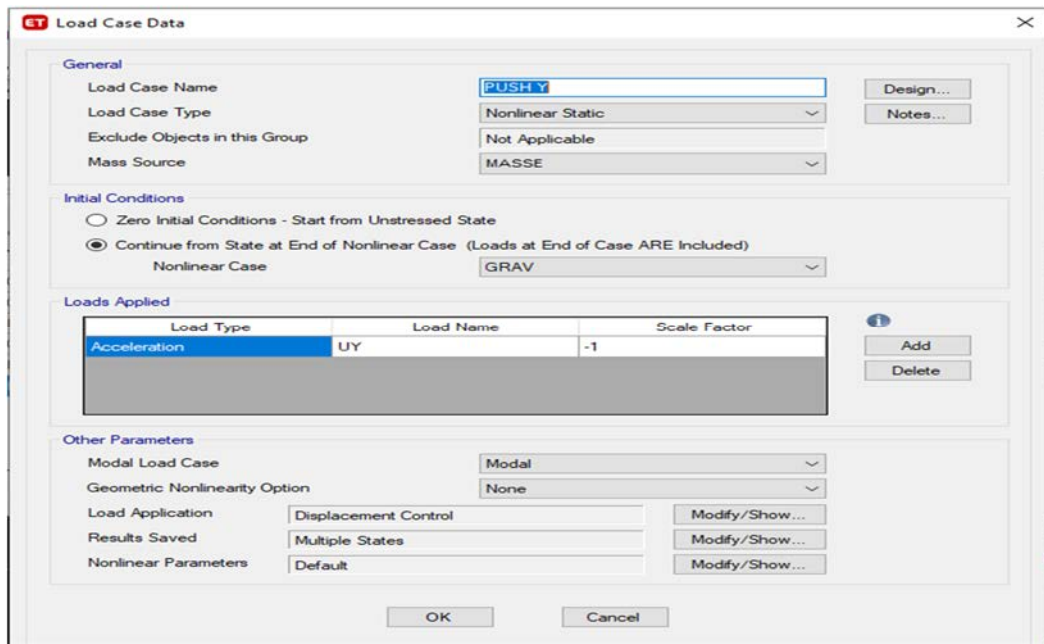 ET Load Case Data
General
Load Case Name PUSH Y Design...
Load Case Type Nonlinear Static Notes...
Exclude Objects in this Group Not Applicable
Mass Source MASSE
Initial Conditions
Zero Initial Conditions - Start from Unstressed State
Continue from State at End of Nonlinear Case (Loads at End of Case ARE Included)
Nonlinear Case GRAV
Loads Applied
Load Type Load Name Scale Factor
Acceleration UY -1 Add
Delete
Other Parameters
Modal Load Case Modal
Geometric Nonlinearity Option None
Load Application Displacement Control Modify/Show...
Results Saved Multiple States Modify/Show...
Nonlinear Parameters Default Modify/Show...
OK Cancel